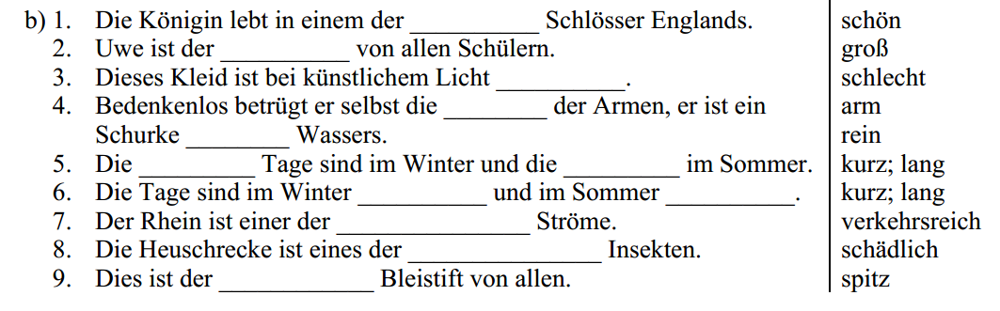 b) 1. Die Königin lebt in einem der __________ Schlösser Englands. schön
2. Uwe ist der __________ von allen Schülern. groß
3. Dieses Kleid ist bei künstlichem Licht __________. schlecht
4. Bedenkenlos betrügt er selbst die ________ der Armen, er ist ein arm
Schurke ________ Wassers. rein
5. Die _________ Tage sind im Winter und die _________ im Sommer. kurz; lang
6. Die Tage sind im Winter __________ und im Sommer __________. kurz; lang
7. Der Rhein ist einer der _______________ Ströme. verkehrsreich
8. Die Heuschrecke ist eines der _______________ Insekten. schädlich
9. Dies ist der ____________ Bleistift von allen. spitz